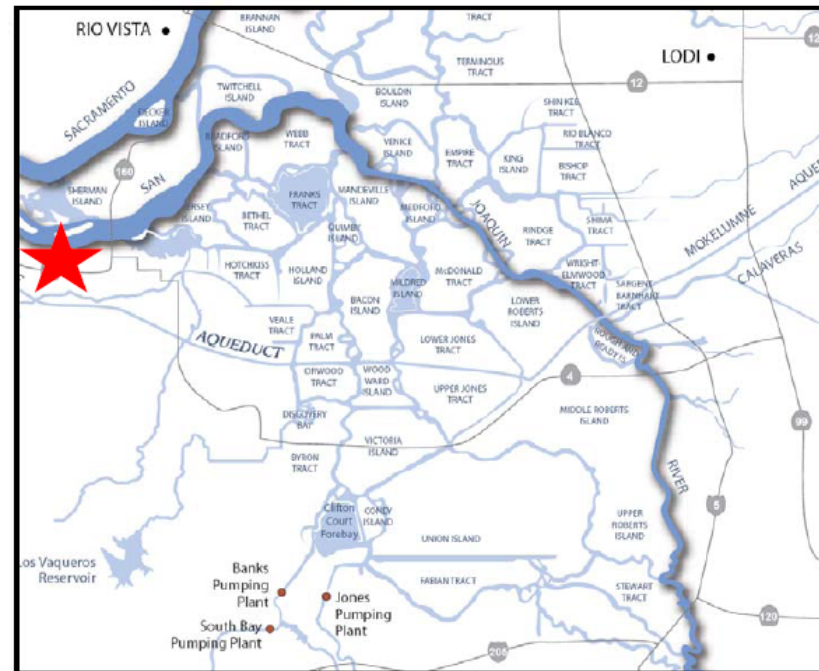 BRANNAN
ISLAND
RIO VISTA
TRACT
LODI
12
SACRAMENTO
DECKER
ISLAND
TWITCHELL
ISLAND
TERMINOUS
TRACT
BOULDIN
ISLAND
12
SHIN KEE
TRACT
160
SAN
BRADFORD
ISLAND
WEBB
TRACT
VENICE
ISLAND
EMPIRE
TRACT
KING
ISLAND
RIO BLANCO
TRACT
BISHOP
TRACT
SHERMAN
ISLAND
FRANKS
TRACT
MANDEVILLE
ISLAND
MEDFORD
ISLAND
JOAQUIN
BETHEL
TRACT
QUIMBY
ISLAND
RINDGE
TRACT
SHIMA
TRACT
MOKELUMNE
HOTCHKISS
TRACT
HOLLAND
ISLAND
MILDRED
ISLAND
McDONALD
TRACT
WRIGHT-
ELMWOOD
TRACT
SARGENT
BARNHART
TRACT
CALAVERAS
BACON
ISLAND
LOWER
ROBERTS
ISLAND
VEALE
TRACT
AQUEDUCT
PALM
TRACT
LOWER JONES
TRACT
ROUGH AND
READY IS.
ORWOOD
TRACT
WOOD
WARD
ISLAND
UPPER JONES
TRACT
4
DISCOVERY
BAY
MIDDLE ROBERTS
ISLAND
99
VICTORIA
ISLAND
BYRON
TRACT
RIVER
5
Clifton
Court
Forebay
CONEY
ISLAND
UNION ISLAND
UPPER
ROBERTS
ISLAND
Los Vaqueros
Reservoir
Banks
Pumping
Plant
Jones
Pumping
Plant
FABIAN TRACT
STEWART
TRACT
South Bay
Pumping Plant
120
205